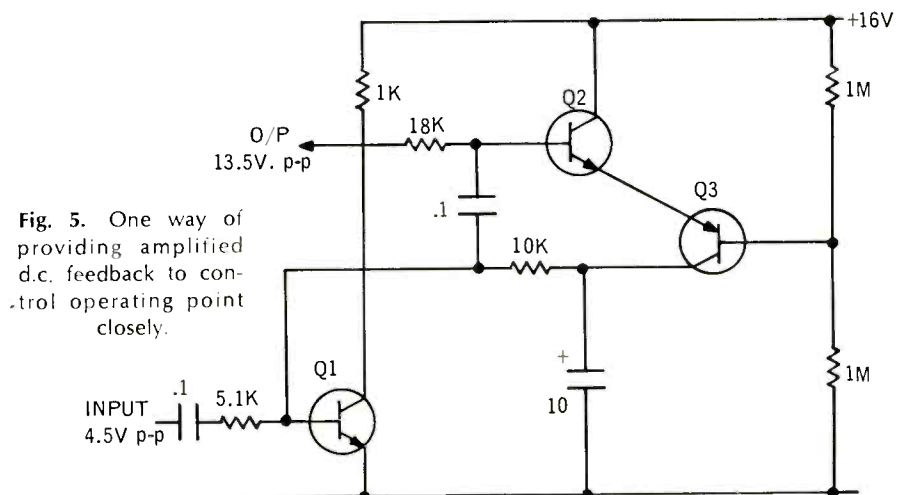 +16V
1K
1M
Q2
O/P
18K
13.5V. p-p
Q3
.1
Fig. 5. One way of
providing amplified
d.c. feedback to con-
trol operating point
closely.
10K
+
10
1M
Q1
.1
5.1K
INPUT
4.5V p-p